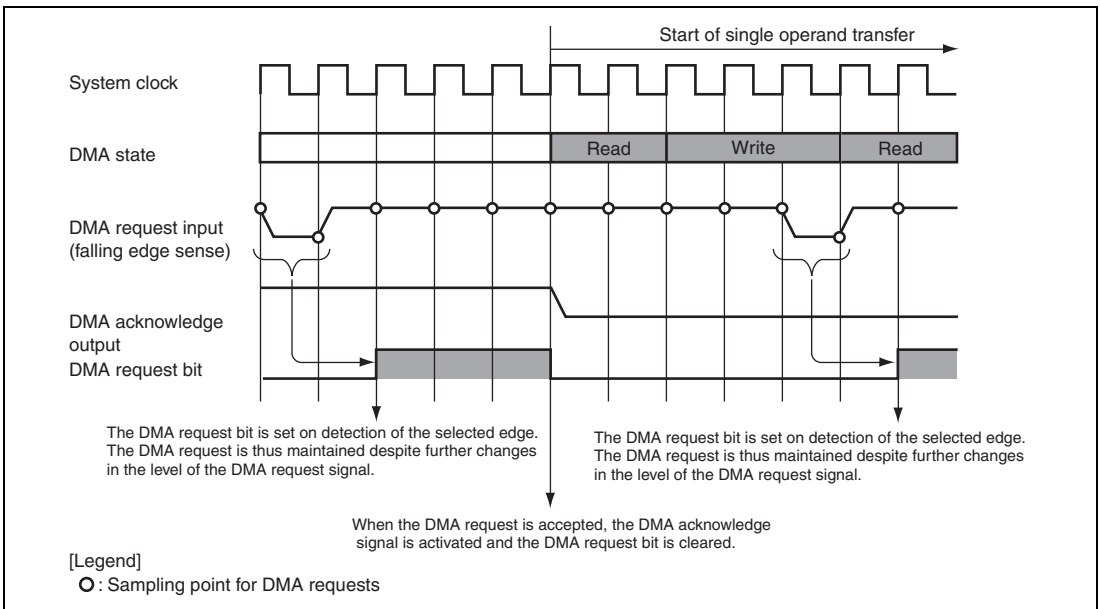 Start of single operand transfer
System clock
DMA state
Read
Write
Read
DMA request input
(falling edge sense)
DMA acknowledge
output
DMA request bit
The DMA request bit is set on detection of the selected edge.
The DMA request is thus maintained despite further changes
in the level of the DMA request signal.
The DMA request bit is set on detection of the selected edge.
The DMA request is thus maintained despite further changes
in the level of the DMA request signal.
When the DMA request is accepted, the DMA acknowledge
signal is activated and the DMA request bit is cleared.
[Legend]
O : Sampling point for DMA requests